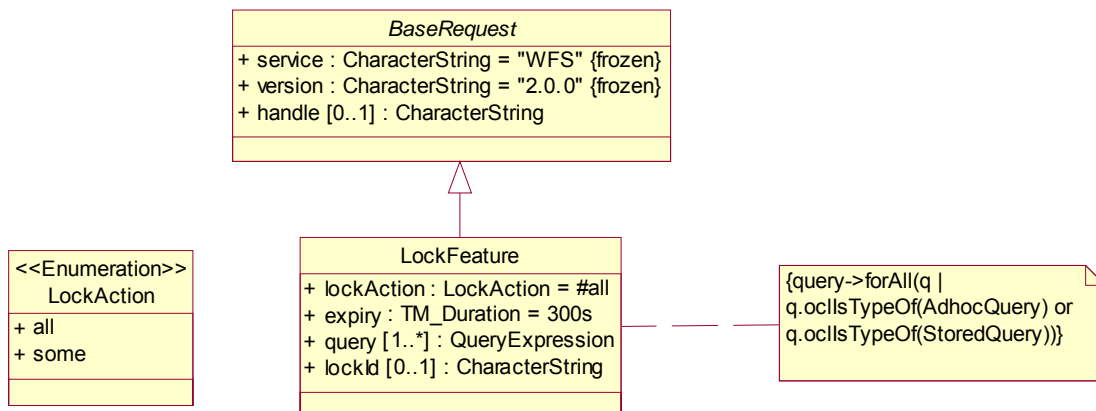 BaseRequest
+ service : CharacterString = "WFS" {frozen}
+ version : CharacterString = "2.0.0" {frozen}
+ handle [0..1] : CharacterString
<<Enumeration>>
LockAction
+ all
+ some
LockFeature
+ lockAction : LockAction = #all
+ expiry : TM_Duration = 300s
+ query [1..*] : QueryExpression
+ lockId [0..1] : CharacterString
{query->forAll(q |
q.oclIsTypeOf(AdhocQuery) or
q.oclIsTypeOf(StoredQuery))}